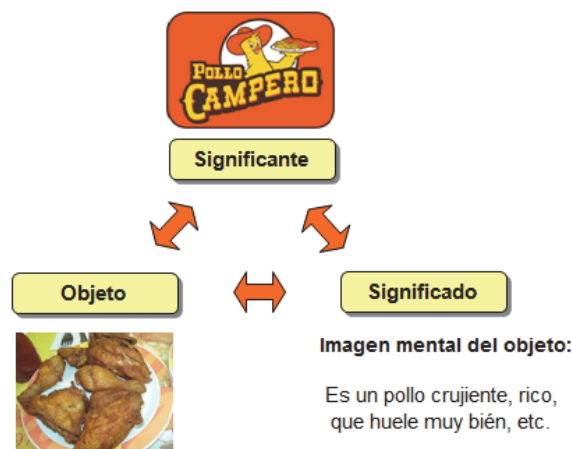 POLLO
CAMPERO
Significante
Objeto
Significado
Imagen mental del objeto:
Es un pollo crujiente, rico,
que huele muy bién, etc.